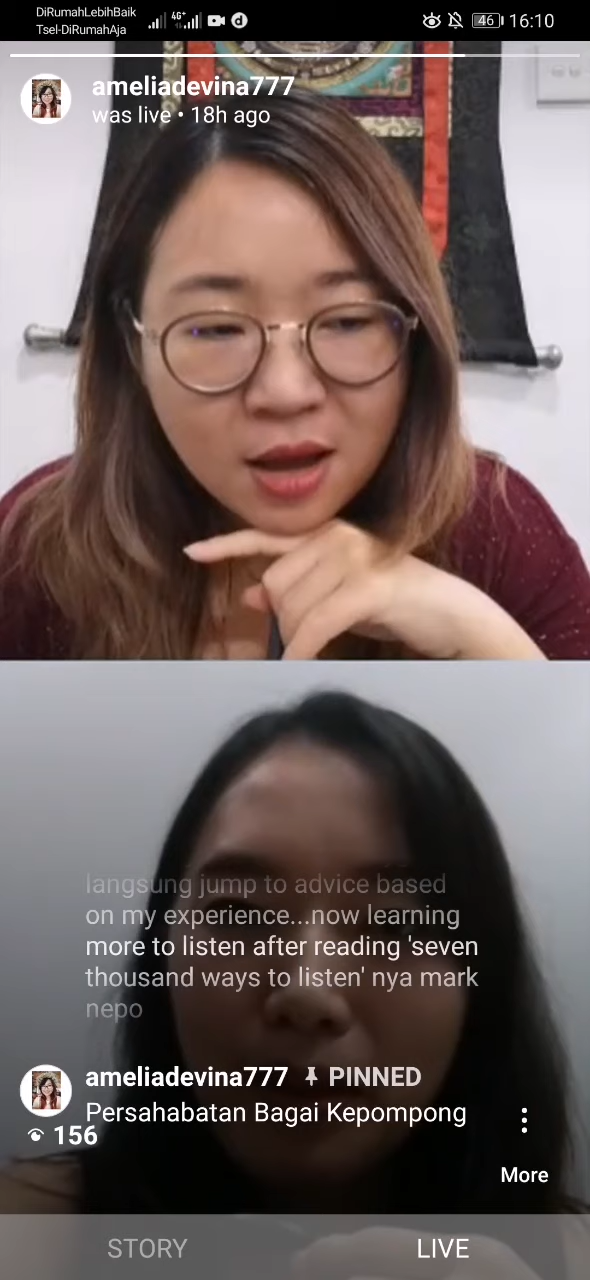 DiRumahLebihBaik
Tsel-DiRumahAja
4G+
46
16:10
ameliadevina777
was live • 18h ago
langsung jump to advice based
on my experience...now learning
more to listen after reading 'seven
thousand ways to listen' nya mark
nepo
ameliadevina777 PINNED
Persahabatan Bagai Kepompong
156
More
STORY
LIVE